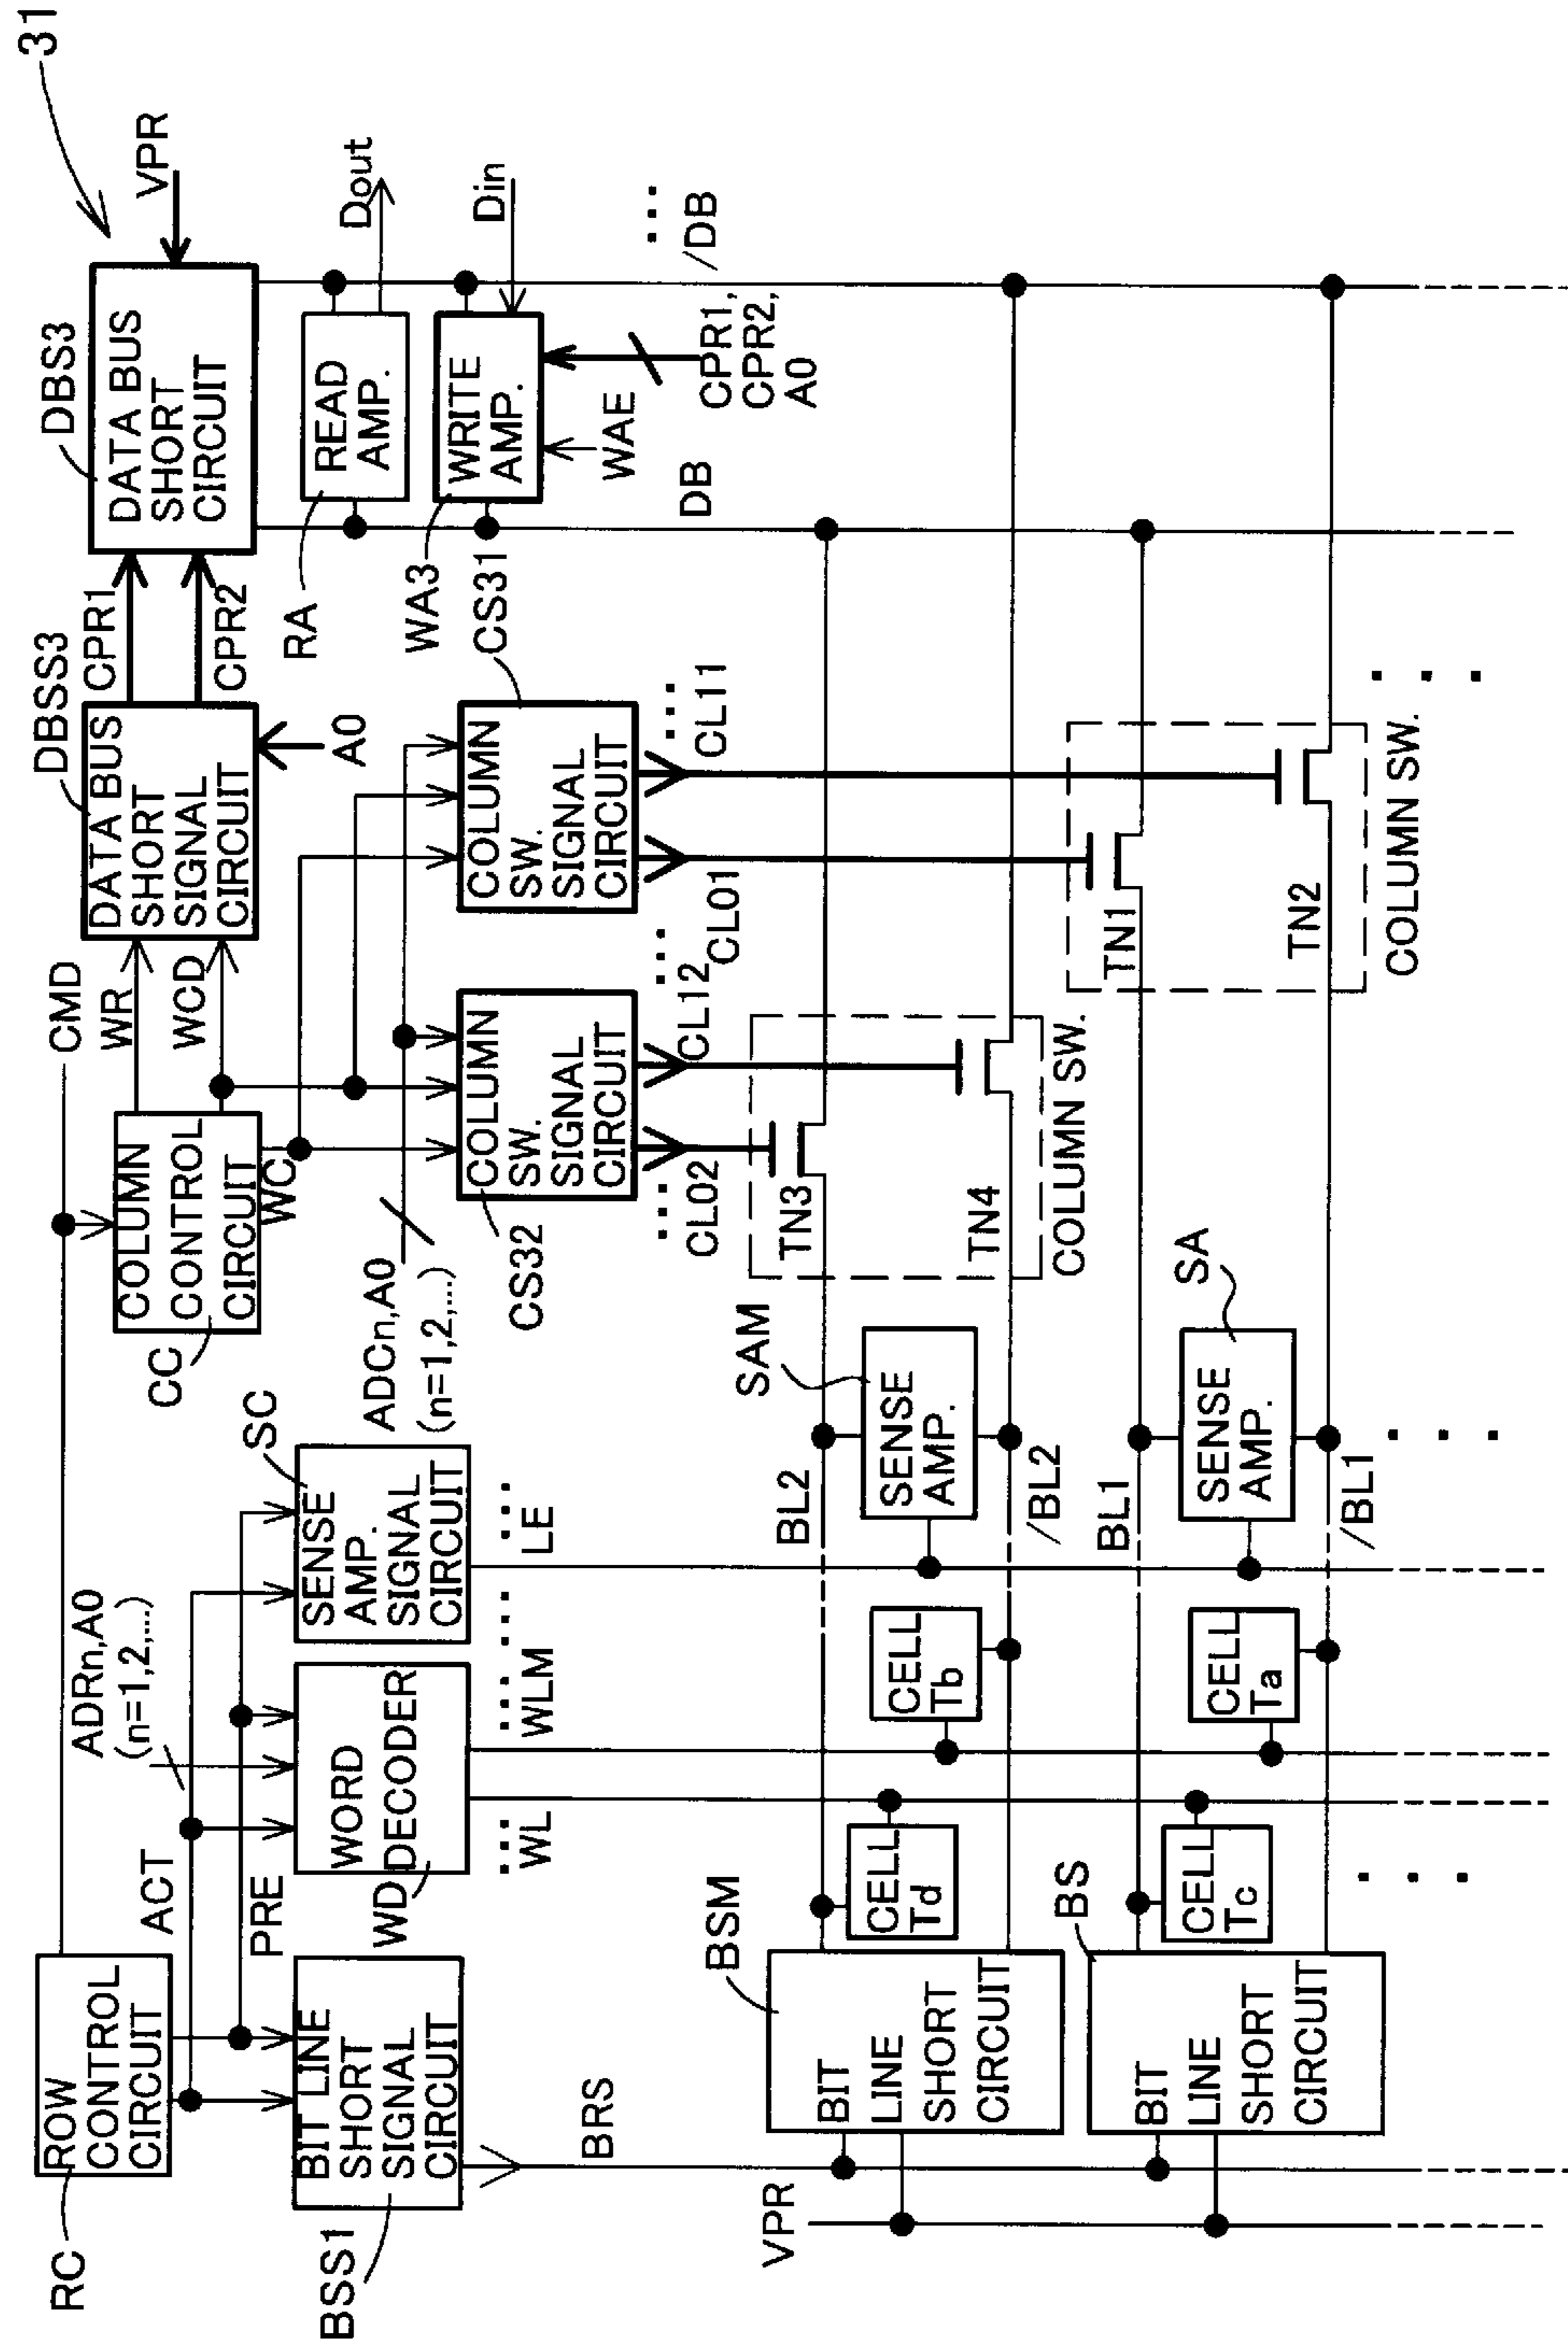 31
RC
ROW
CONTROL
CIRCUIT
CMD
ACT
PRE
ADRn,A0
(n=1,2,...)
BSS1
BIT LINE
SHORT
SIGNAL
CIRCUIT
BRS
WD
WORD
DECODER
WL
WLM
SC
SENSE
AMP.
SIGNAL
CIRCUIT
LE
CC
COLUMN
CONTROL
CIRCUIT
WR
WCD
WC
ADCn,A0
(n=1,2,...)
DBSS3
DATA BUS
SHORT
SIGNAL
CIRCUIT
A0
CPR1
CPR2
DBS3
DATA BUS
SHORT
CIRCUIT
VPR
CS32
COLUMN
SW.
SIGNAL
CIRCUIT
CL02
CL12
CS31
COLUMN
SW.
SIGNAL
CIRCUIT
CL01
CL11
RA
READ
AMP.
Dout
WA3
WRITE
AMP.
Din
WAE
CPR1,
CPR2,
A0
DB
/DB
VPR
BSM
BIT
LINE
SHORT
CIRCUIT
CELL
Td
CELL
Tb
BL2
/BL2
SAM
SENSE
AMP.
TN3
TN4
COLUMN SW.
BS
BIT
LINE
SHORT
CIRCUIT
CELL
Tc
CELL
Ta
BL1
/BL1
SA
SENSE
AMP.
TN1
TN2
COLUMN SW.